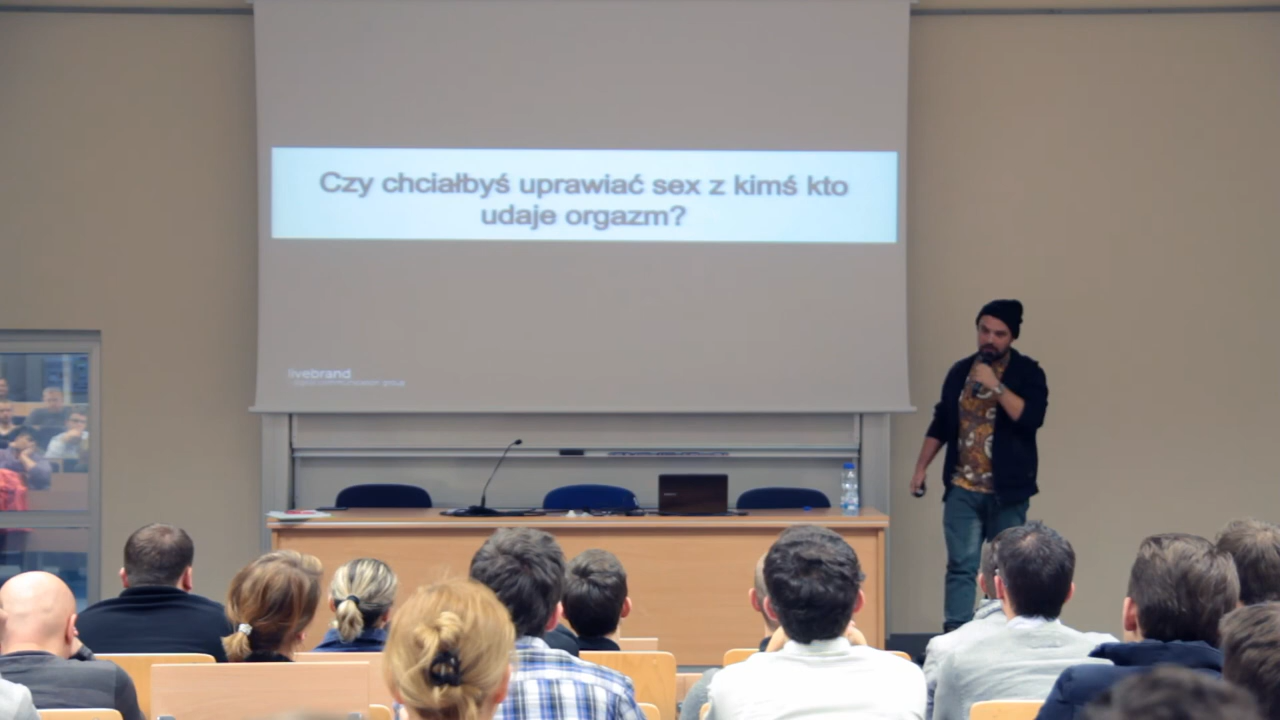 Czy chciałbyś uprawiać sex z kimś kto
udaje orgazm?
livebrand